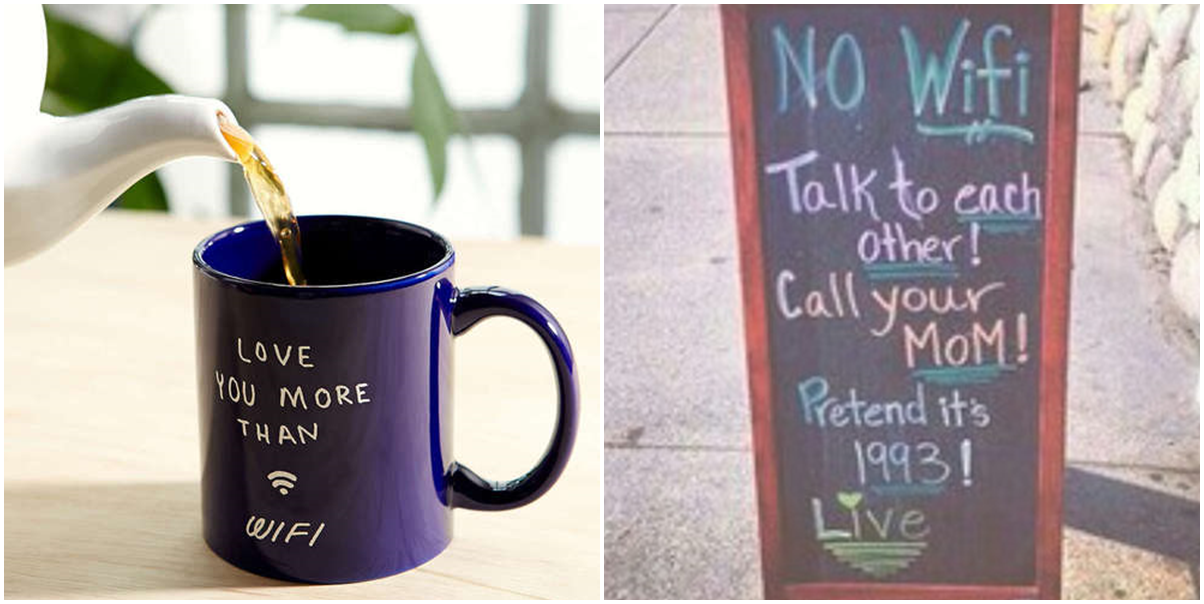 LOVE
YOU MORE
THAN
WIFI
NO Wifi
Talk to each
other!
Call your
MOM!
Pretend it's
1993!
Live